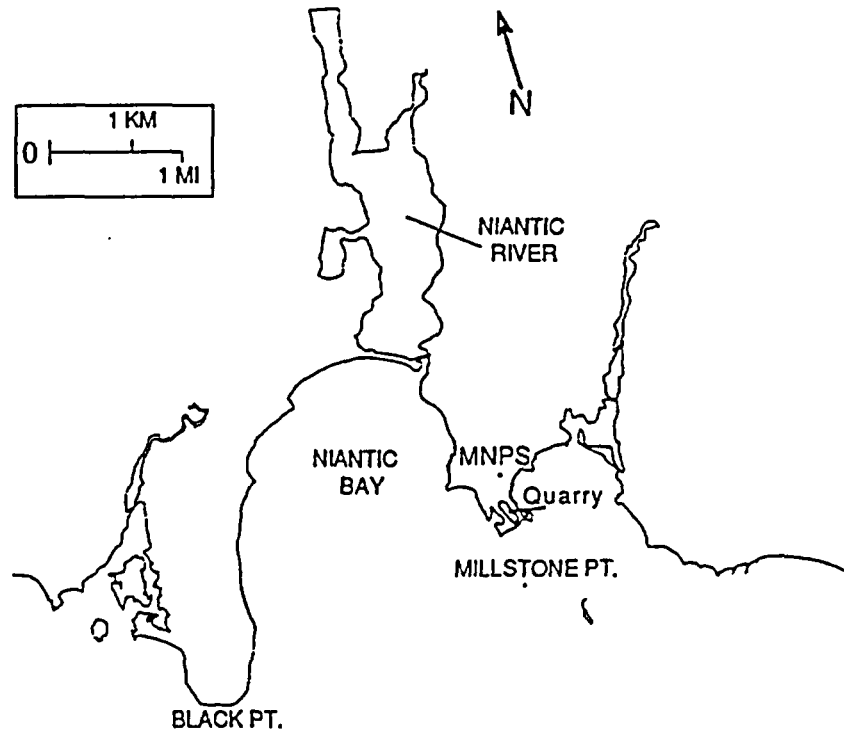 1 KM
0
1 MI
N
NIANTIC
RIVER
NIANTIC
BAY
MNPS
Quarry
MILLSTONE PT.
BLACK PT.